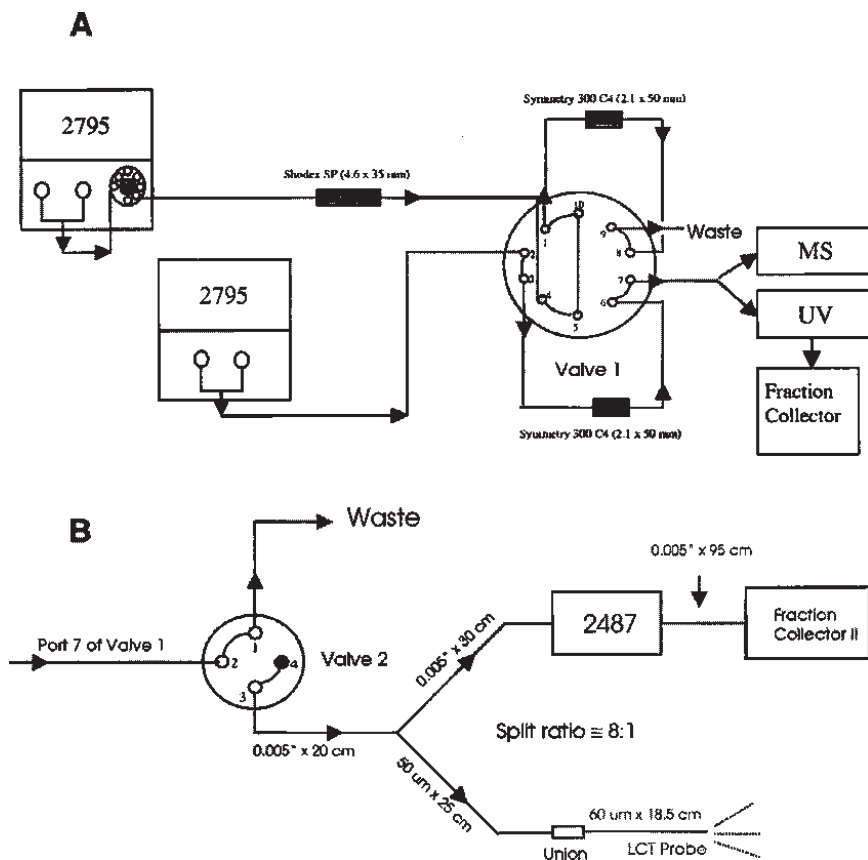 A
Symmetry 300 C4 (2.1 x 50 mm)
2795
Shodex SP (4.6 x 35 mm)
10
1
9
Waste
2
8
MS
3
7
2795
4
6
UV
5
Valve 1
Fraction
Collector
Symmetry 300 C4 (2.1 x 50 mm)
B
Waste
0.005" x 95 cm
Port 7 of Valve 1
1
2
4
3
Valve 2
0.005" x 30 cm
2487
Fraction
Collector II
0.005" x 20 cm
Split ratio ≅ 8:1
50 um x 25 cm
60 um x 18.5 cm
Union
LCT Probe